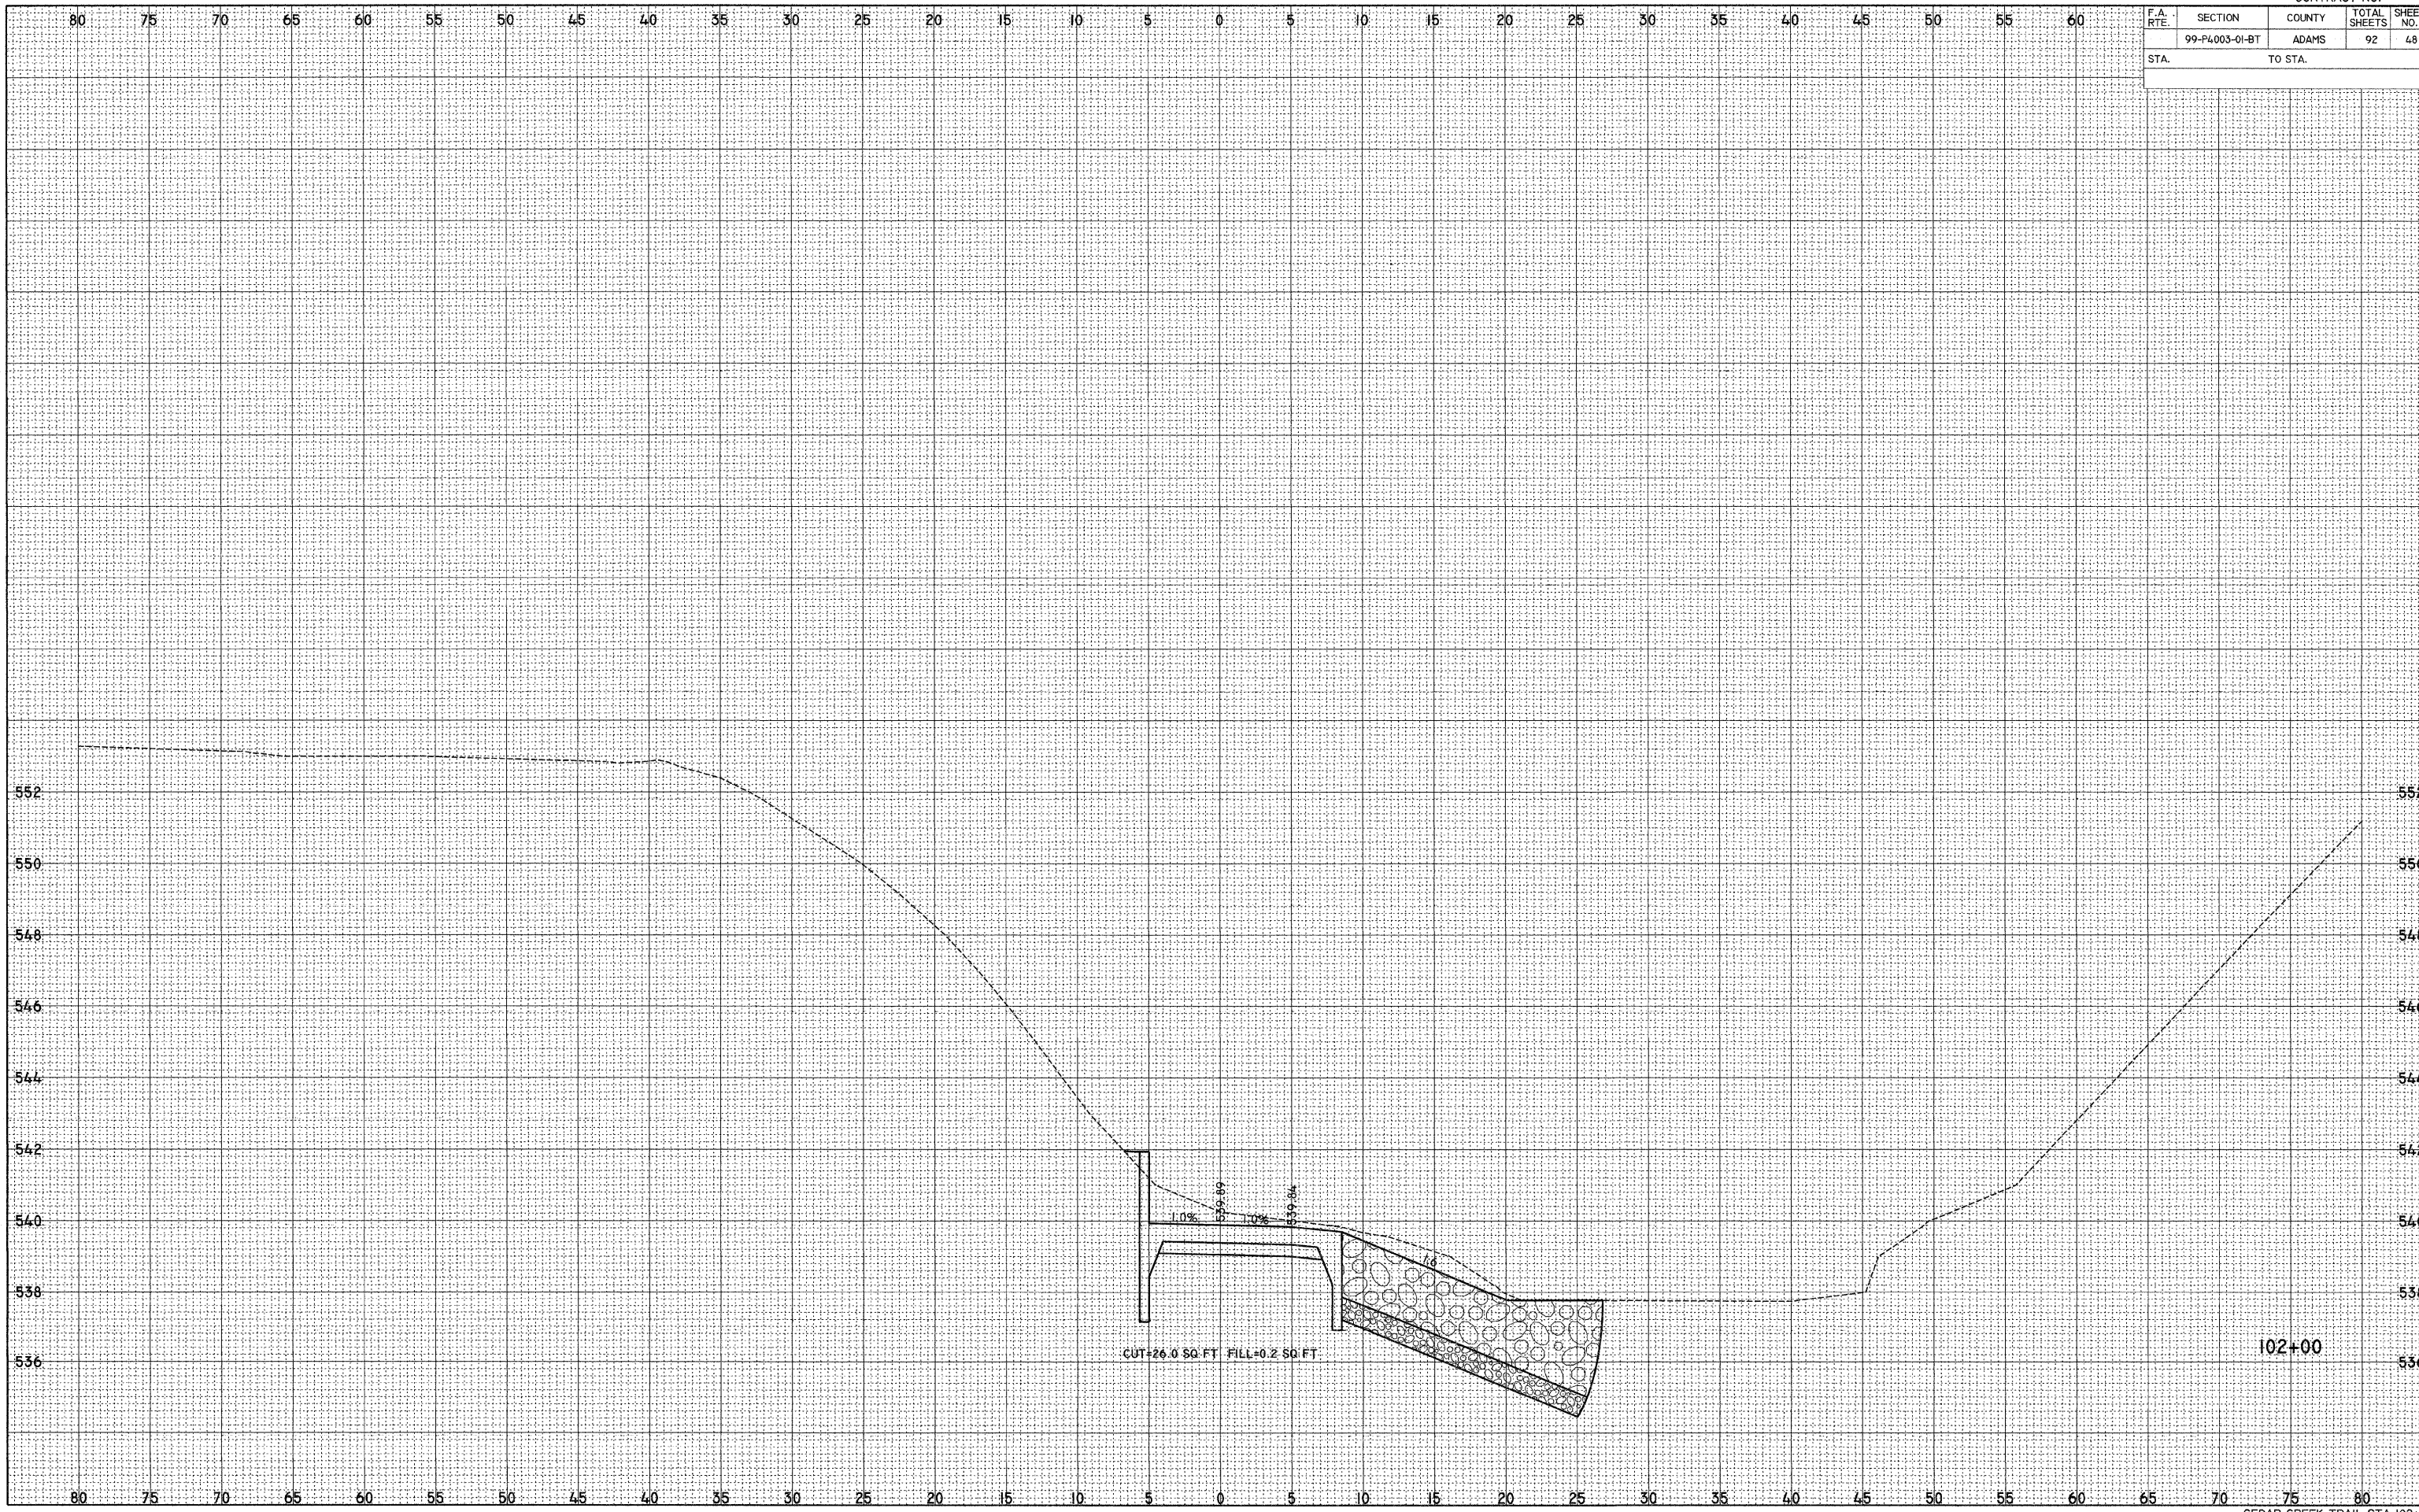 80 75 70 65 60 55 50 45 40 35 30 25 20 15 10 5 0 5 10 15 20 25 30 35 40 45 50 55 60
F.A. RTE. SECTION COUNTY TOTAL SHEETS
99-P4003-01-BT ADAMS 92 48
STA. TO STA.
552
550
548
546
544
542
539.89 539.84
540 1.0% 1.0%
538
CUT=26.0 SQ FT FILL=0.2 SQ FT
102+00
536
80 75 70 65 60 55 50 45 40 35 30 25 20 15 10 5 0 5 10 15 20 25 30 35 40 45 50 55 60 65 70 75 80